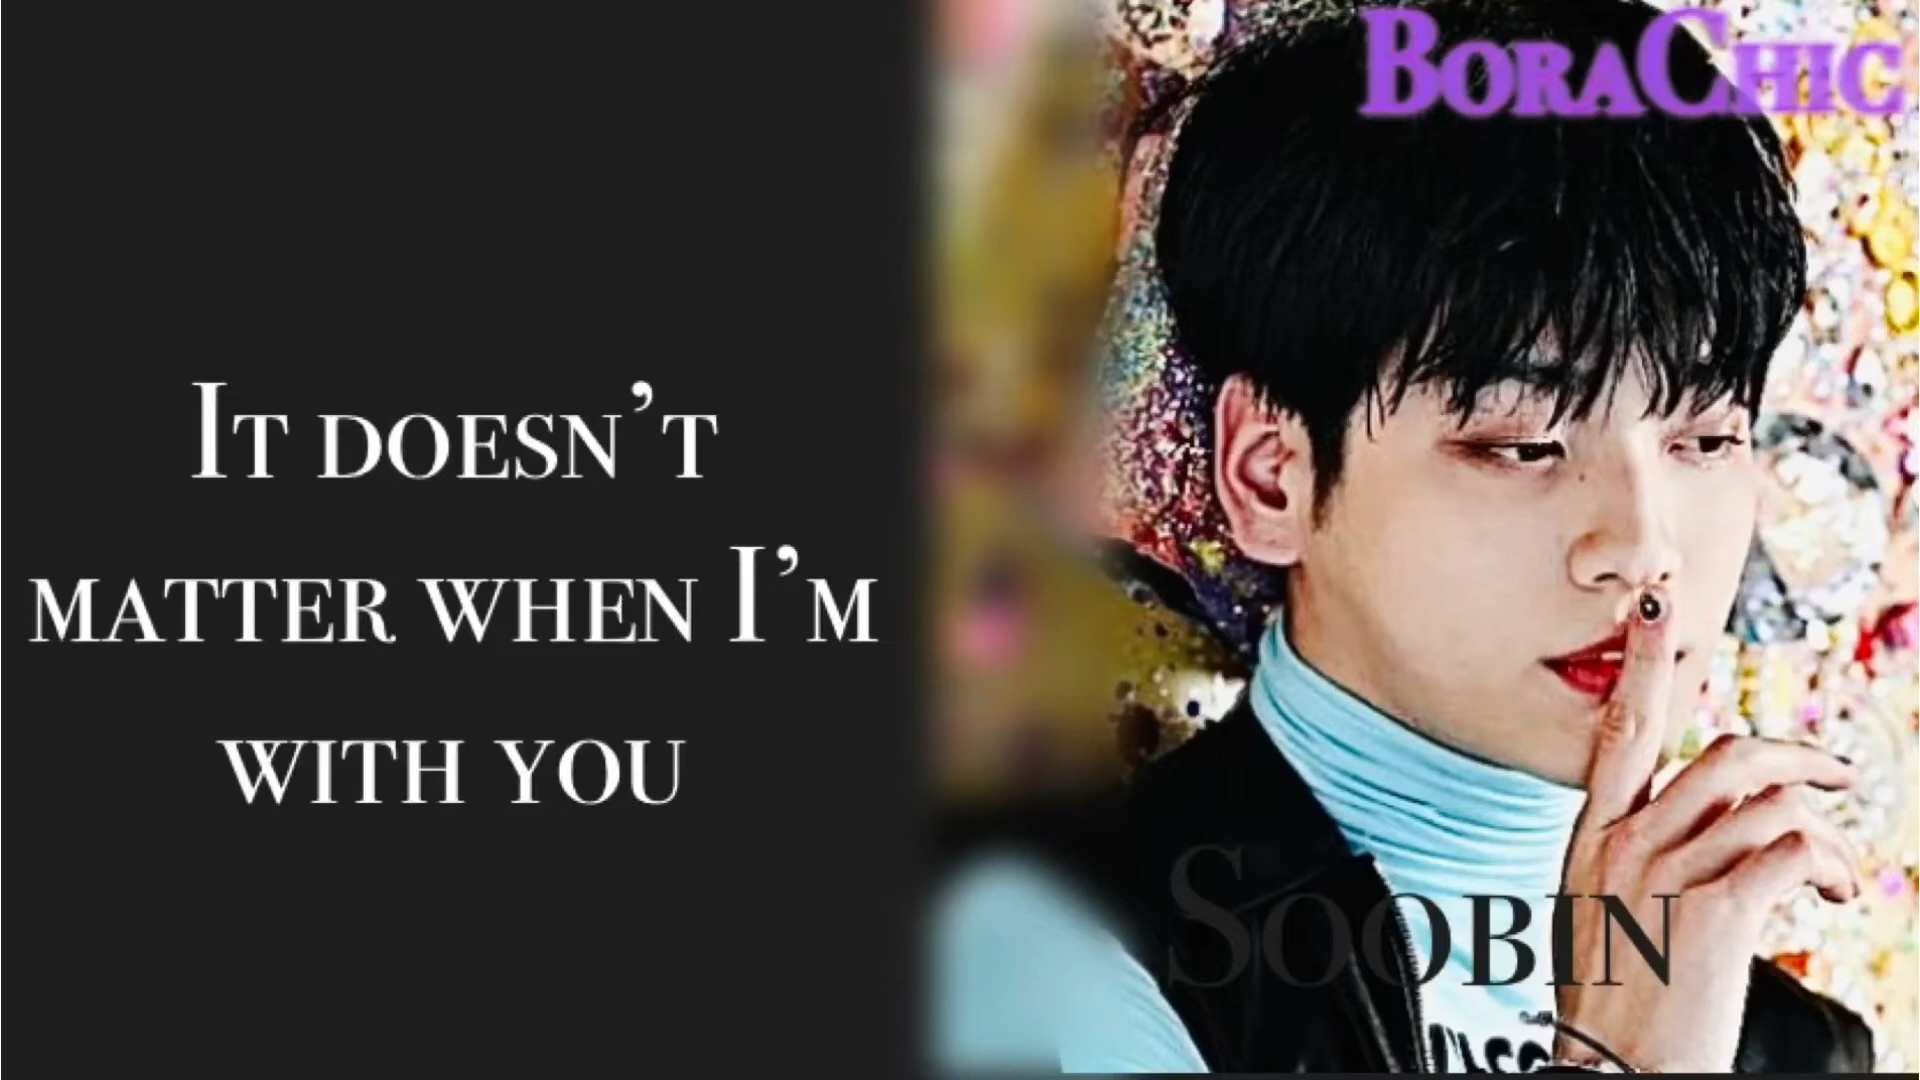 BoraChic
It doesn’t
matter when I’m
with you
Soobin